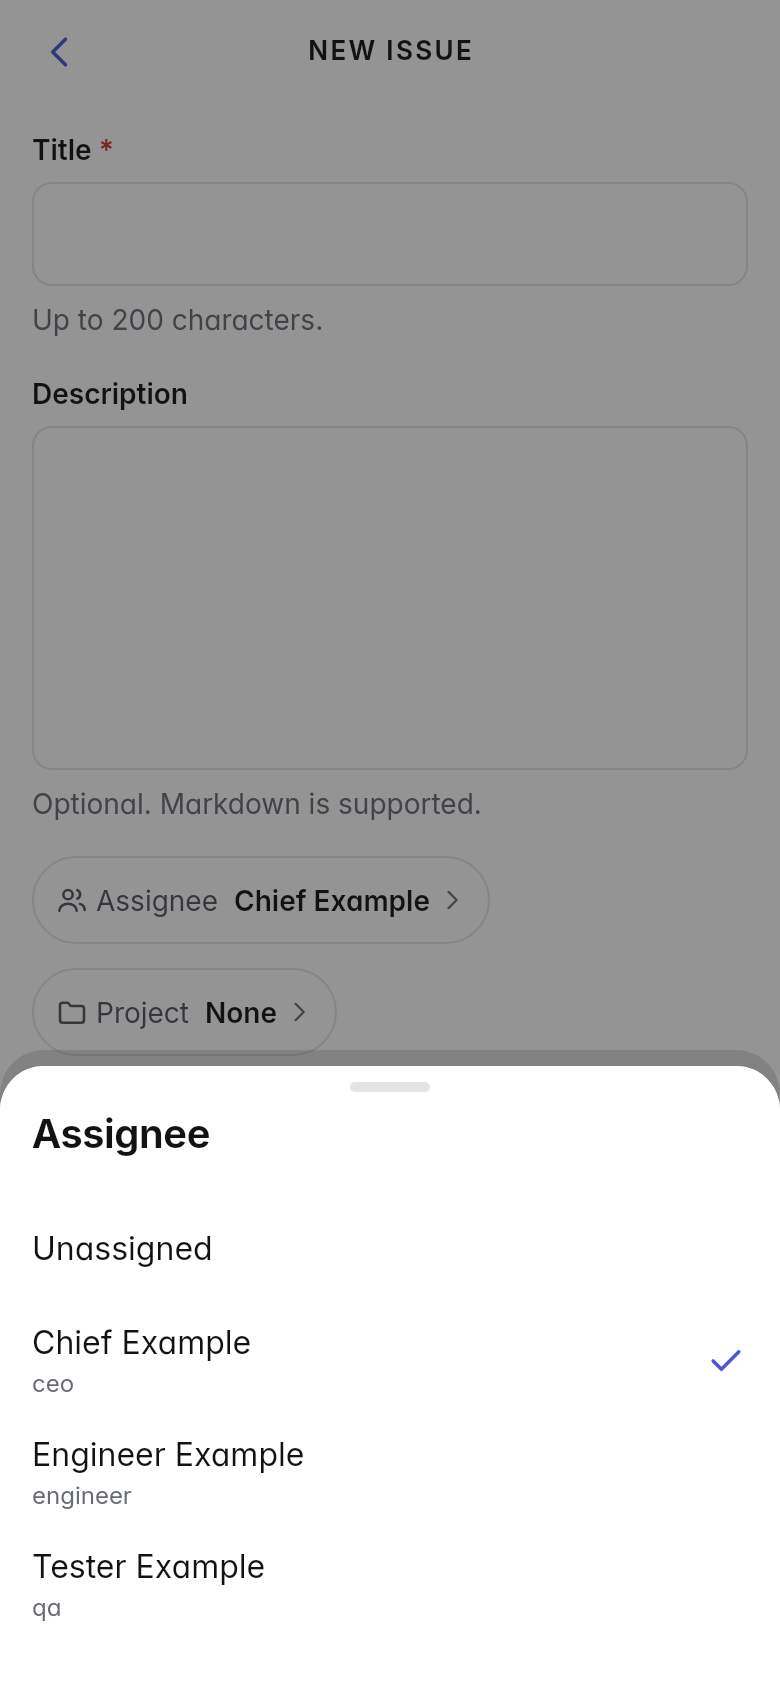 NEW ISSUE
Title *
Up to 200 characters.
Description
Optional. Markdown is supported.
Assignee Chief Example
Project None
Assignee
Unassigned
Chief Example
ceo
Engineer Example
engineer
Tester Example
qa